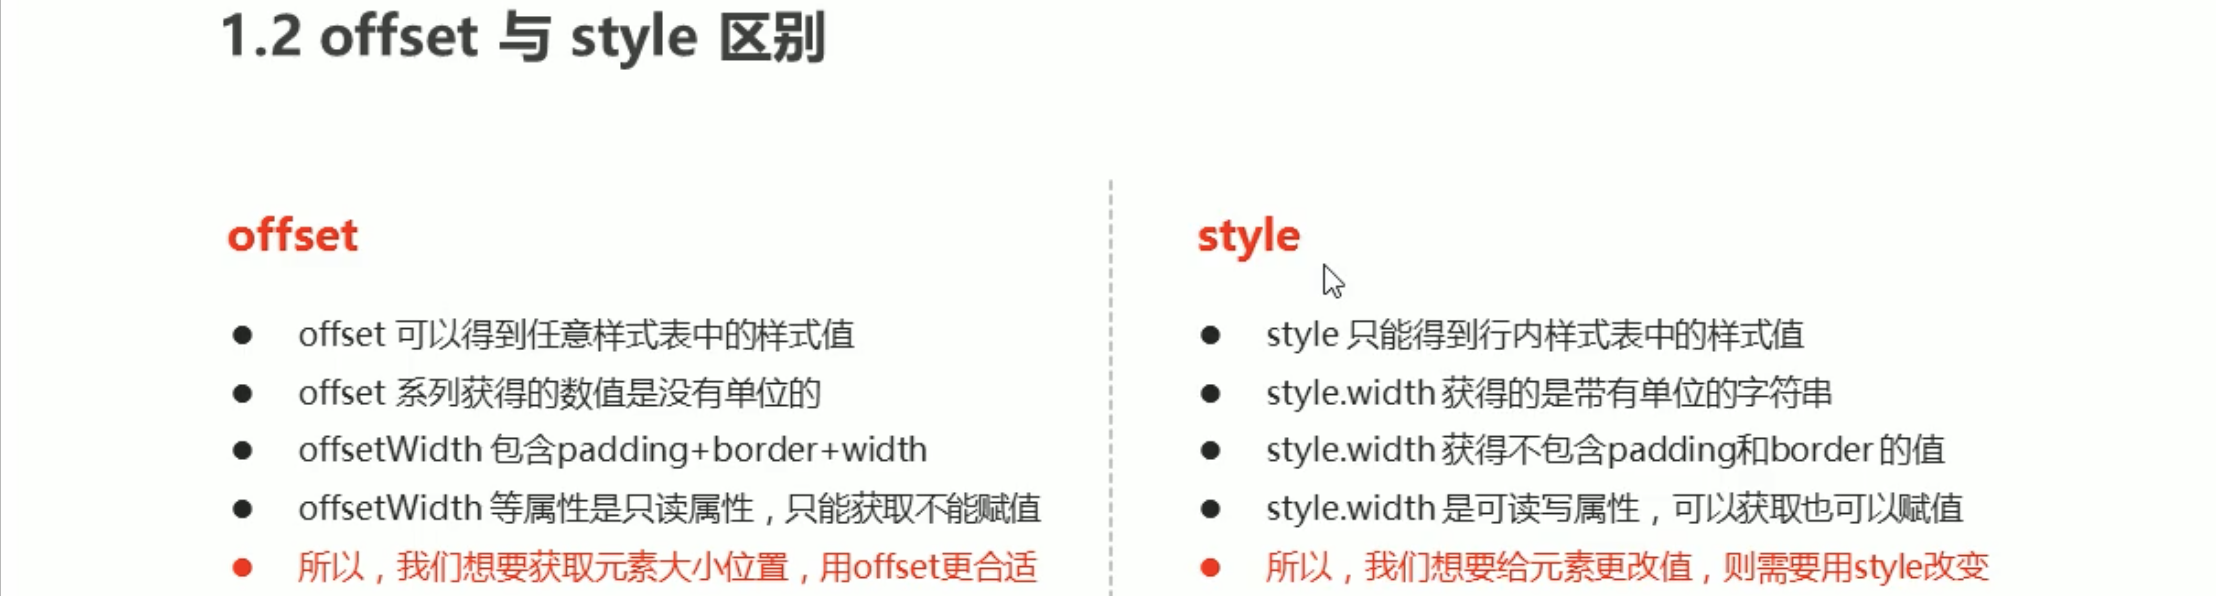 1.2 offset 与 style 区别
offset
offset 可以得到任意样式表中的样式值
offset 系列获得的数值是没有单位的
offsetWidth 包含padding+border+width
offsetWidth 等属性是只读属性，只能获取不能赋值
所以，我们想要获取元素大小位置，用offset更合适
style
style 只能得到行内样式表中的样式值
style.width 获得的是带有单位的字符串
style.width 获得不包含padding和border 的值
style.width 是可读写属性，可以获取也可以赋值
所以，我们想要给元素更改值，则需要用style改变